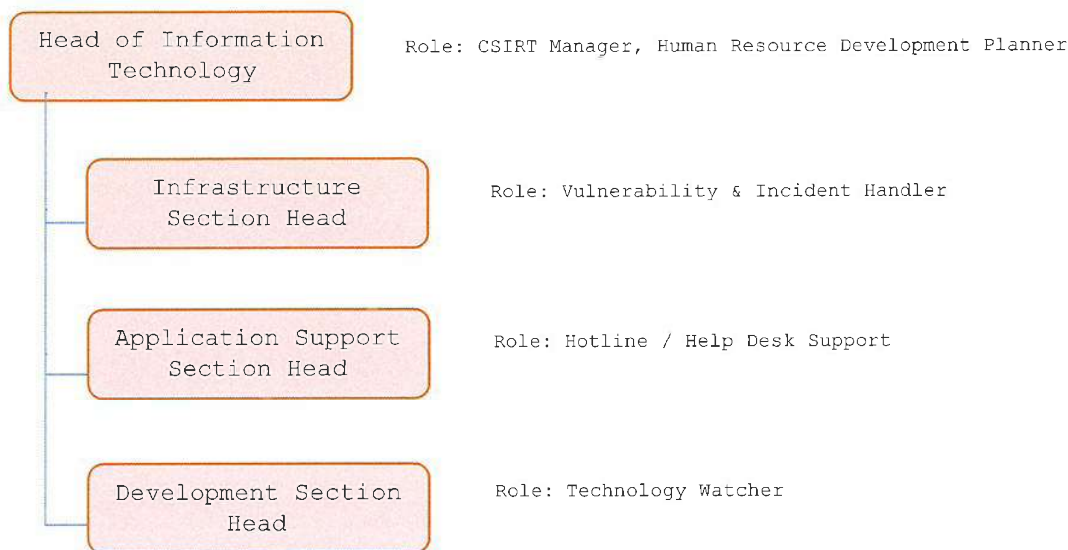 Head of Information
Technology
Role: CSIRT Manager, Human Resource Development Planner
Infrastructure
Section Head
Role: Vulnerability & Incident Handler
Application Support
Section Head
Role: Hotline / Help Desk Support
Development Section
Head
Role: Technology Watcher